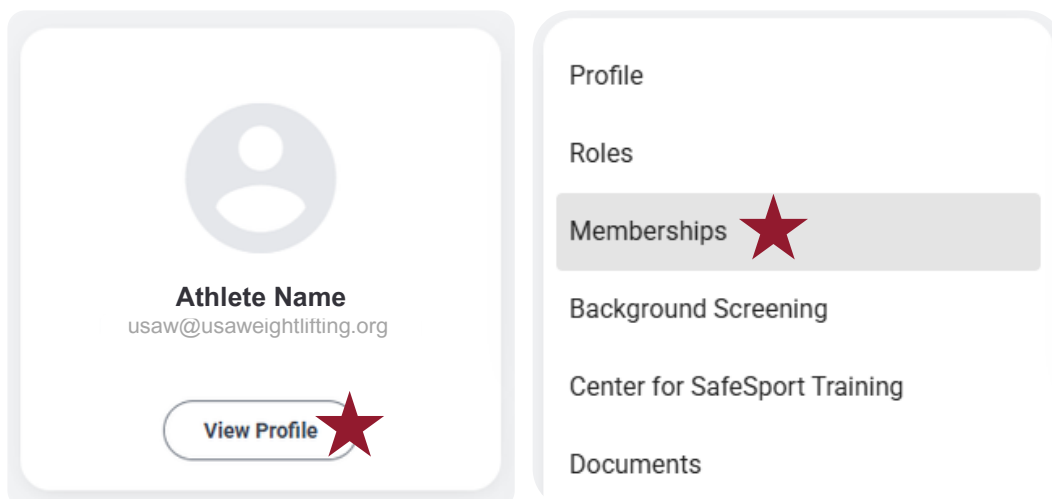 Athlete Name
usaw@usaweightlifting.org
View Profile
Profile
Roles
Memberships
Background Screening
Center for SafeSport Training
Documents